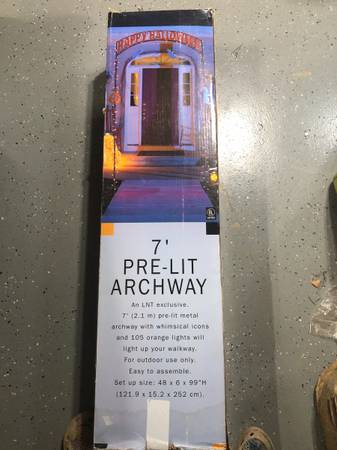 HAPPY HALLOWEEN
7'
PRE-LIT
ARCHWAY
An LNT exclusive.
7' (2.1 m) pre-lit metal
archway with whimsical icons
and 105 orange lights will
light up your walkway.
For outdoor use only.
Easy to assemble.
Set up size: 48 x 6 x 99"H
(121.9 x 15.2 x 252 cm).